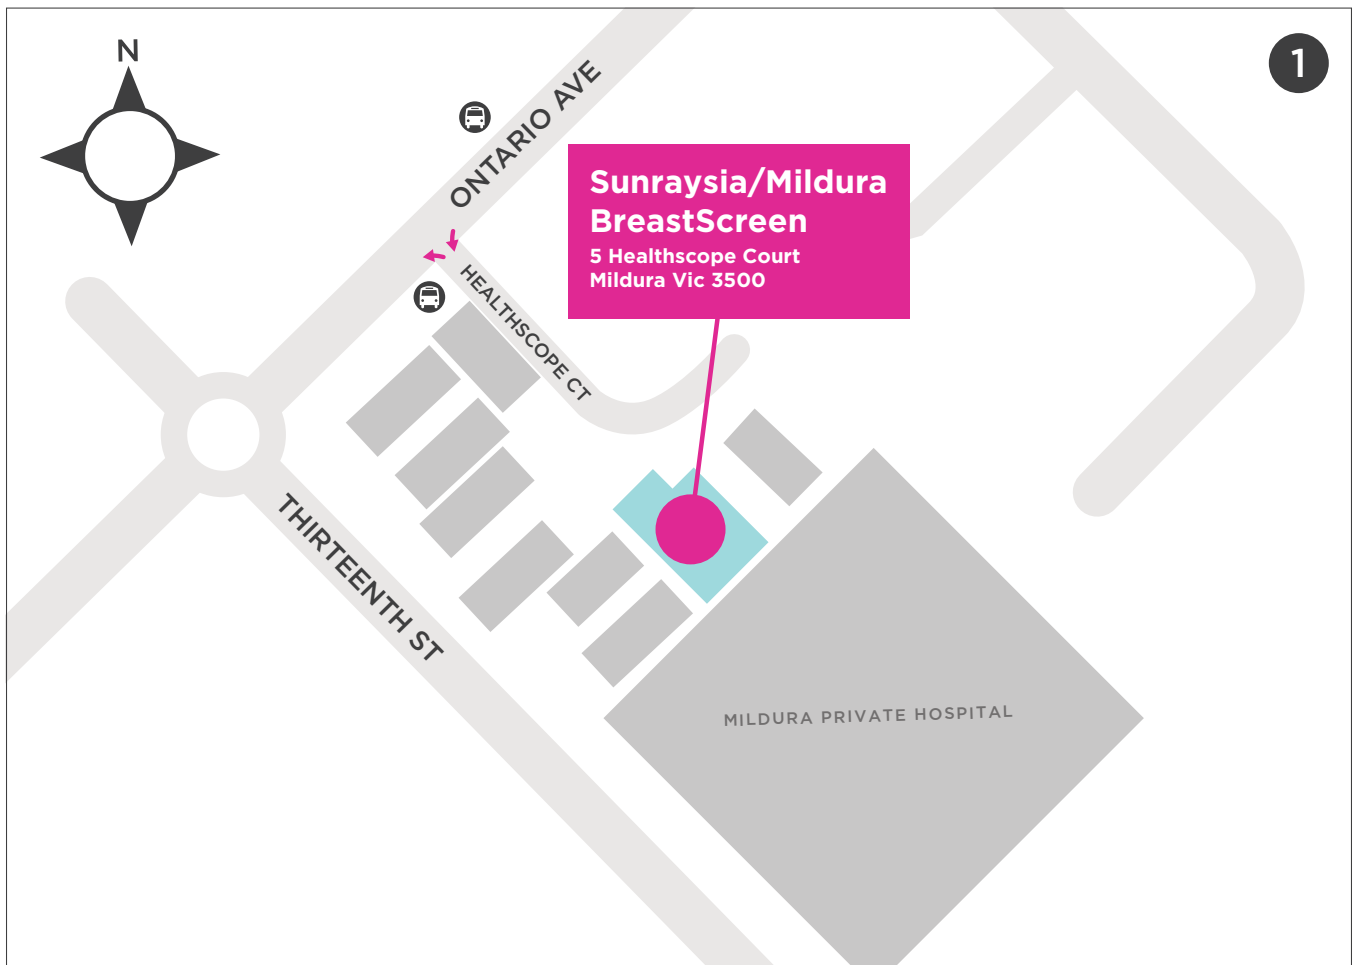 N
1
ONTARIO AVE
Sunraysia/Mildura
BreastScreen
5 Healthscope Court
Mildura Vic 3500
HEALTHSCOPE CT
THIRTEENTH ST
MILDURA PRIVATE HOSPITAL